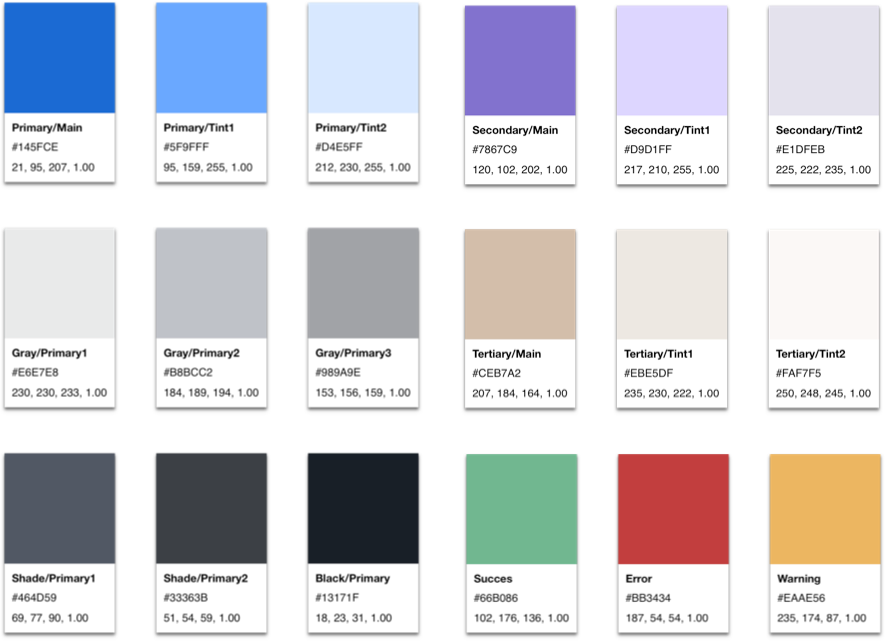 Primary/Main
#145FCE
21, 95, 207, 1.00
Primary/Tint1
#5F9FFF
95, 159, 255, 1.00
Primary/Tint2
#D4E5FF
212, 230, 255, 1.00
Secondary/Main
#7867C9
120, 102, 202, 1.00
Secondary/Tint1
#D9D1FF
217, 210, 255, 1.00
Secondary/Tint2
#E1DFEB
225, 222, 235, 1.00
Gray/Primary1
#E6E7E8
230, 230, 233, 1.00
Gray/Primary2
#B8BCC2
184, 189, 194, 1.00
Gray/Primary3
#989A9E
153, 156, 159, 1.00
Tertiary/Main
#CEB7A2
207, 184, 164, 1.00
Tertiary/Tint1
#EBE5DF
235, 230, 222, 1.00
Tertiary/Tint2
#FAF7F5
250, 248, 245, 1.00
Shade/Primary1
#464D59
69, 77, 90, 1.00
Shade/Primary2
#33363B
51, 54, 59, 1.00
Black/Primary
#13171F
18, 23, 31, 1.00
Succes
#66B086
102, 176, 136, 1.00
Error
#BB3434
187, 54, 54, 1.00
Warning
#EAAE56
235, 174, 87, 1.00